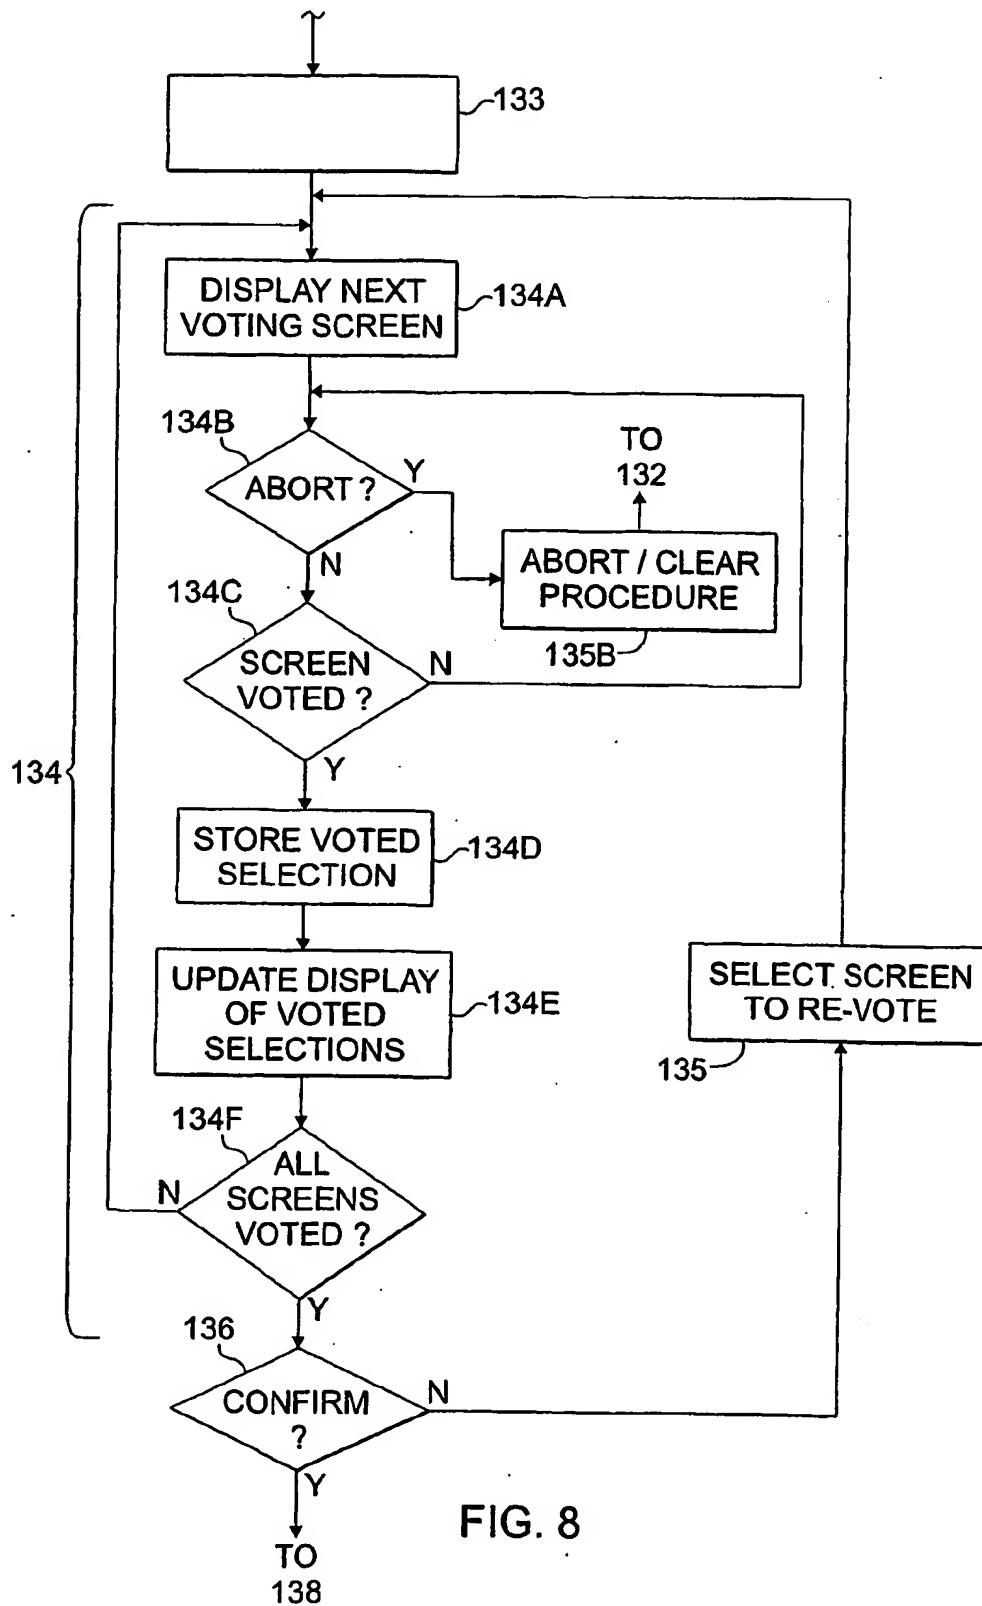 133
DISPLAY NEXT
VOTING SCREEN
134A
134B
ABORT ?
Y
N
TO
132
ABORT / CLEAR
PROCEDURE
135B
134C
SCREEN
VOTED ?
N
Y
134
STORE VOTED
SELECTION
134D
UPDATE DISPLAY
OF VOTED
SELECTIONS
134E
SELECT SCREEN
TO RE-VOTE
135
134F
ALL
SCREENS
VOTED ?
N
Y
136
CONFIRM
?
N
Y
TO
138
FIG. 8